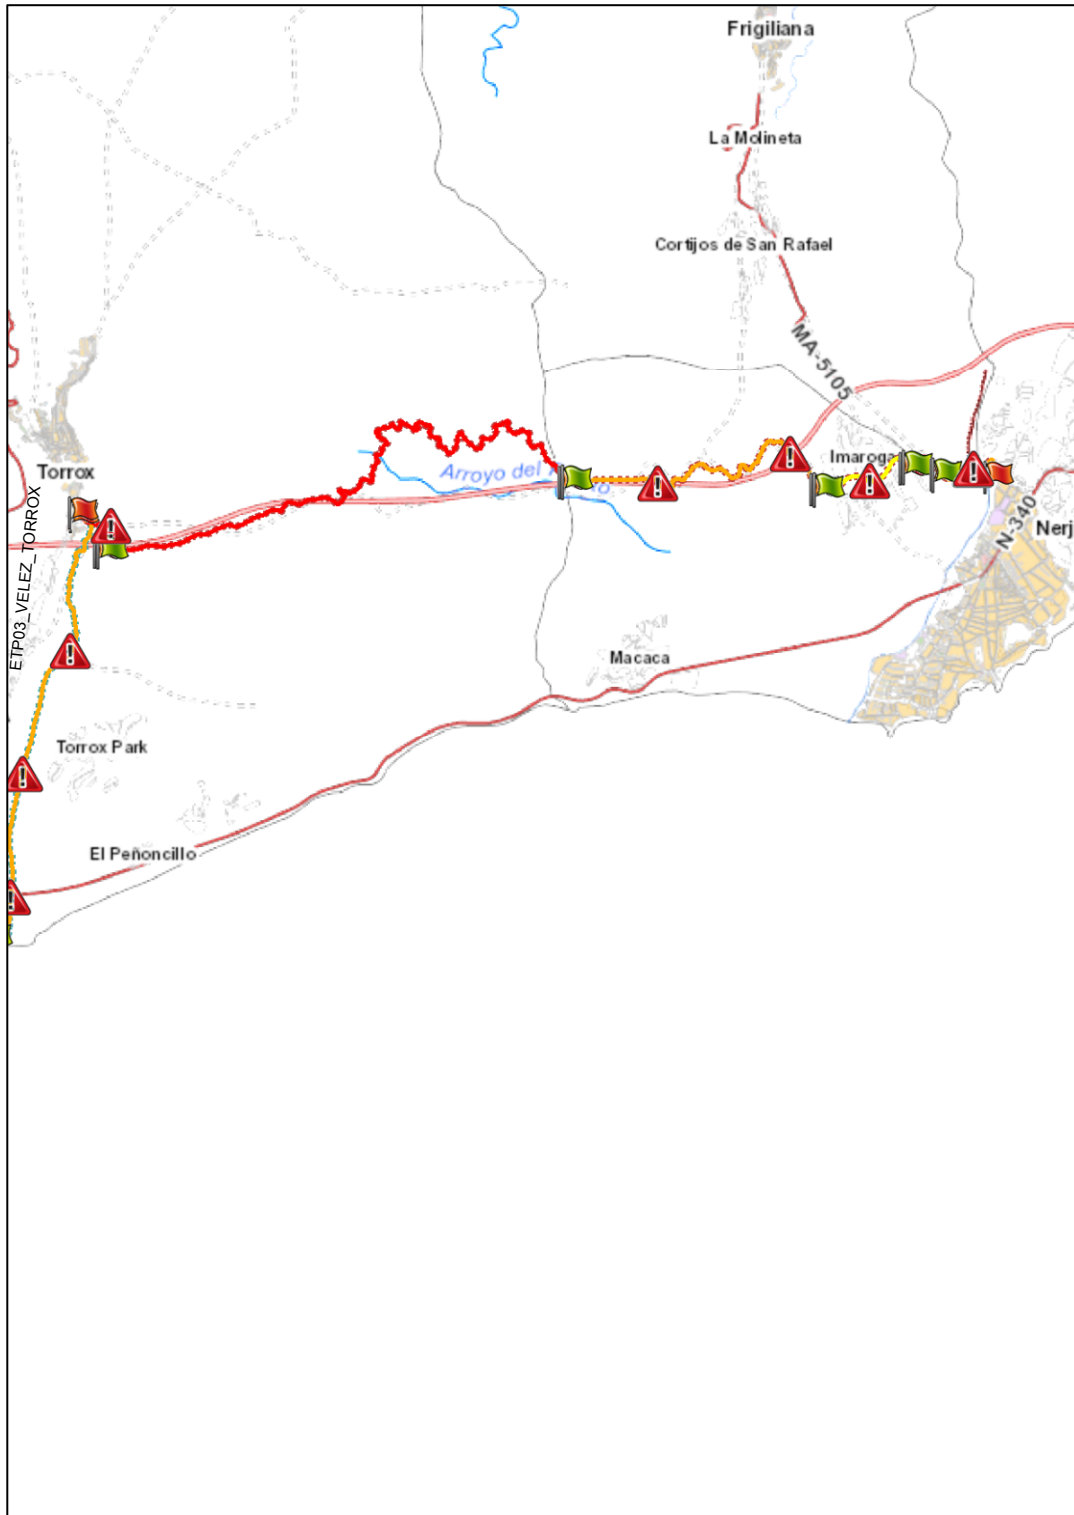 Frigiliana
La Molineta
Cortijos de San Rafael
MA-5105
Imaroga
Torrox
Arroyo del
ETP03_VELEZ_TORROX
N-340
Nerj
Macaca
Torrox Park
El Peñoncillo